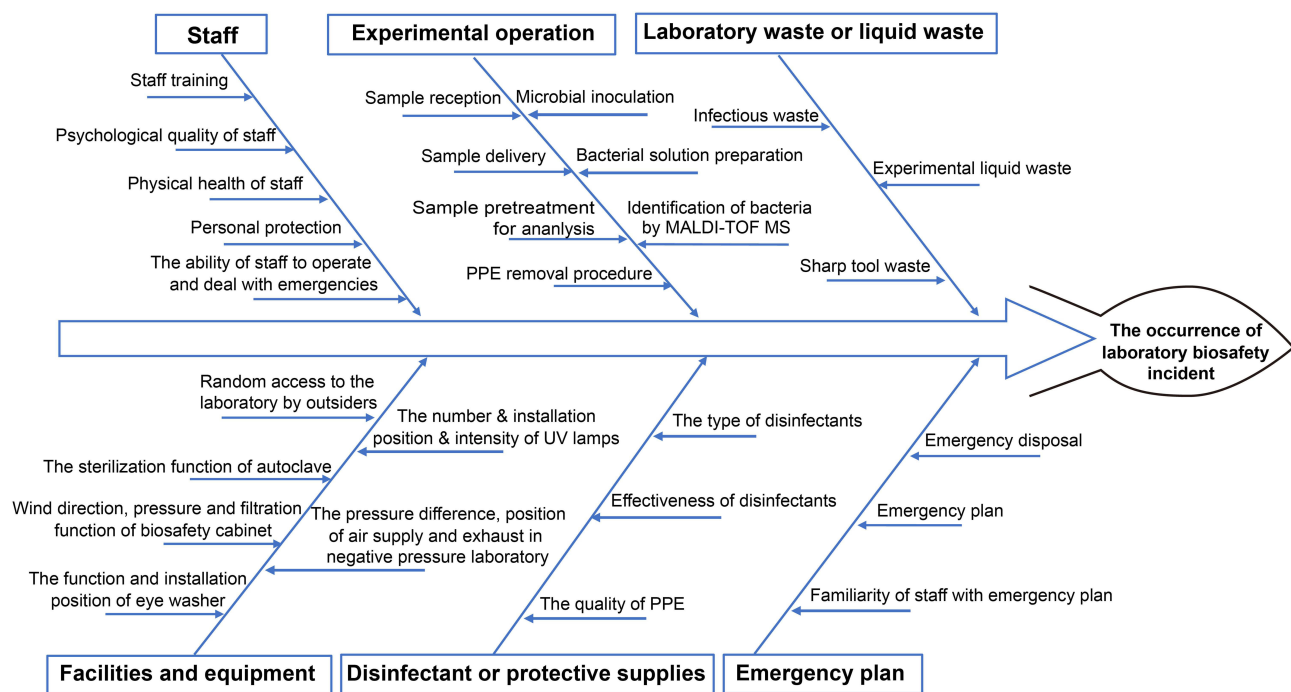 Staff
Experimental operation
Laboratory waste or liquid waste
Staff training
Psychological quality of staff
Physical health of staff
Personal protection
The ability of staff to operate
and deal with emergencies
Sample reception
Microbial inoculation
Sample delivery
Bacterial solution preparation
Sample pretreatment
for ananlysis
Identification of bacteria
by MALDI-TOF MS
PPE removal procedure
Infectious waste
Experimental liquid waste
Sharp tool waste
The occurrence of
laboratory biosafety
incident
Random access to the
laboratory by outsiders
The number & installation
position & intensity of UV lamps
The sterilization function of autoclave
Wind direction, pressure and filtration
function of biosafety cabinet
The pressure difference, position
of air supply and exhaust in
negative pressure laboratory
The function and installation
position of eye washer
The type of disinfectants
Effectiveness of disinfectants
The quality of PPE
Emergency disposal
Emergency plan
Familiarity of staff with emergency plan
Facilities and equipment
Disinfectant or protective supplies
Emergency plan